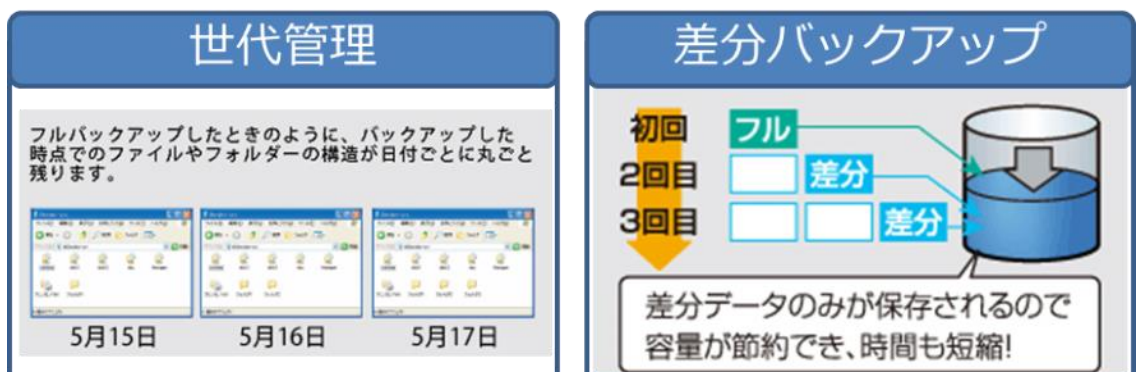 世代管理
フルバックアップしたときのように、バックアップした
時点でのファイルやフォルダーの構造が日付ごとに丸ごと
残ります。
5月15日
5月16日
5月17日
差分バックアップ
初回
フル
2回目
差分
3回目
差分
差分データのみが保存されるので
容量が節約でき、時間も短縮!